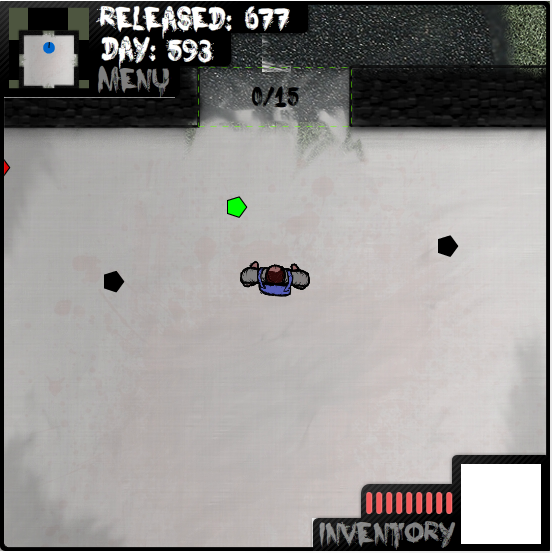 RELEASED: 677
DAY: 593
MENU
0/15
INVENTORY